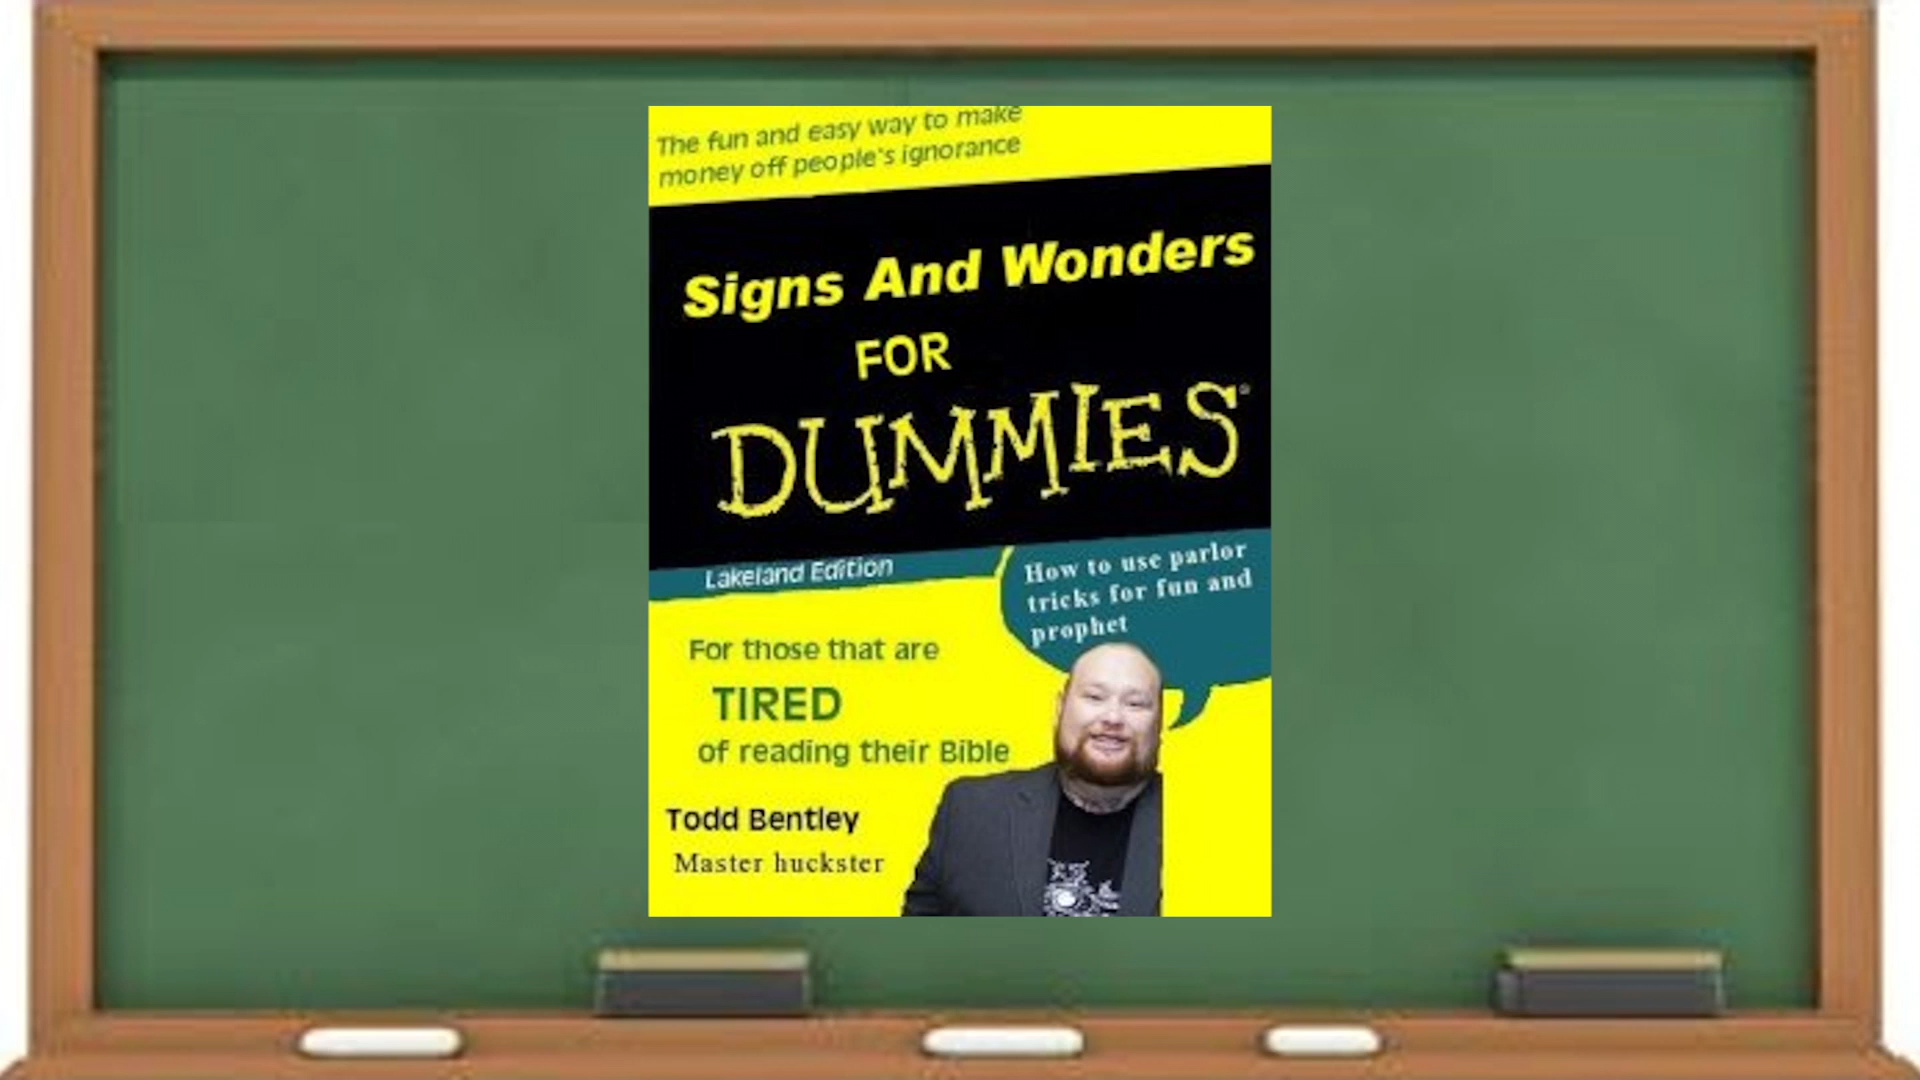 The fun and easy way to make
money off people's ignorance
Signs And Wonders
FOR
DUMMIES®
Lakeland Edition
How to use parlor
tricks for fun and
prophet
For those that are
TIRED
of reading their Bible
Todd Bentley
Master huckster